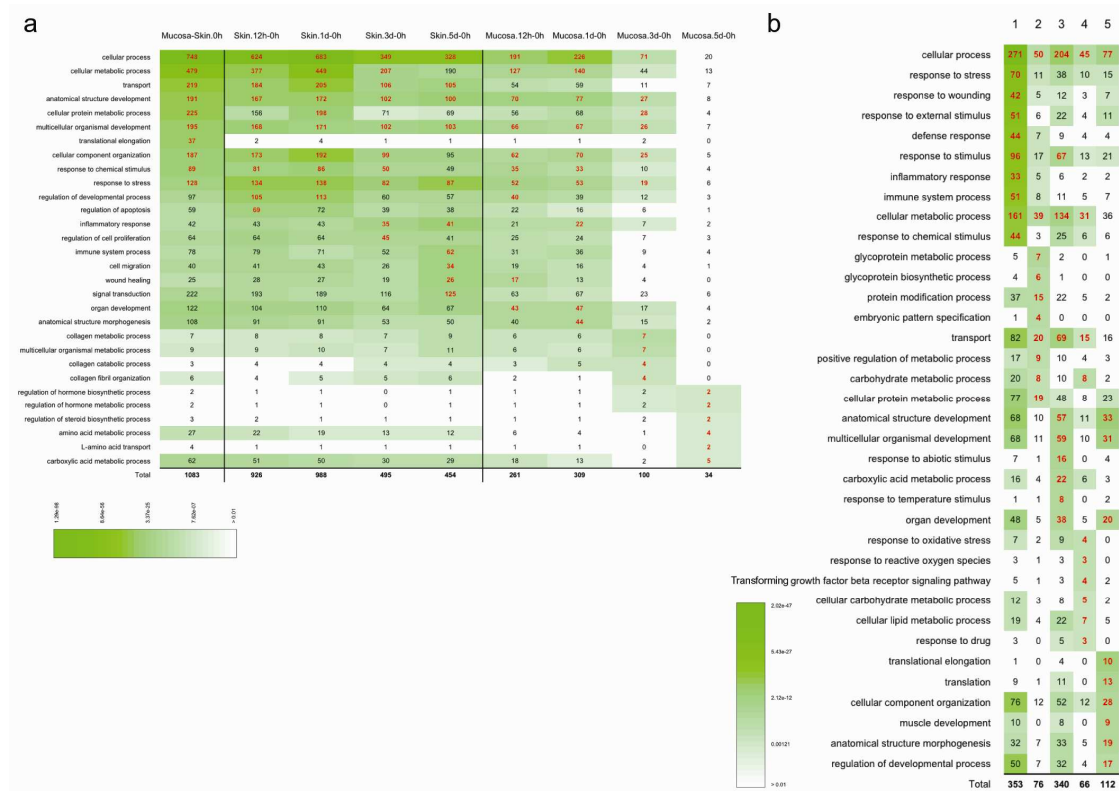 a
Mucosa-Skin.0h Skin.12h-0h Skin.1d-0h Skin.3d-0h Skin.5d-0h Mucosa.12h-0h Mucosa.1d-0h Mucosa.3d-0h Mucosa.5d-0h
cellular process 748 624 683 349 328 191 226 71 20
cellular metabolic process 479 377 449 207 190 127 140 44 13
transport 219 184 205 106 105 54 59 11 7
anatomical structure development 191 167 172 102 100 70 77 27 8
cellular protein metabolic process 225 156 198 71 69 56 68 28 4
multicellular organismal development 195 168 171 102 103 66 67 26 7
translational elongation 37 2 4 1 1 1 1 2 0
cellular component organization 187 173 192 99 95 62 70 25 5
response to chemical stimulus 89 81 86 50 49 35 33 10 4
response to stress 128 134 138 82 87 52 53 19 6
regulation of developmental process 97 105 113 60 57 40 39 12 3
regulation of apoptosis 59 69 72 39 38 22 16 6 1
inflammatory response 42 43 43 35 41 21 22 7 2
regulation of cell proliferation 64 64 64 45 41 25 24 7 3
immune system process 78 79 71 52 62 31 36 9 4
cell migration 40 41 43 26 34 19 16 4 1
wound healing 25 28 27 19 26 17 13 4 0
signal transduction 222 193 189 116 125 63 67 23 6
organ development 122 104 110 64 67 43 47 17 4
anatomical structure morphogenesis 108 91 91 53 50 40 44 15 2
collagen metabolic process 7 8 8 7 9 6 6 7 0
multicellular organismal metabolic process 9 9 10 7 11 6 6 7 0
collagen catabolic process 3 4 4 4 4 3 5 4 0
collagen fibril organization 6 4 5 5 6 2 1 4 0
regulation of hormone biosynthetic process 2 1 1 0 1 1 1 2 2
regulation of hormone metabolic process 2 1 1 0 1 1 1 2 2
regulation of steroid biosynthetic process 3 2 1 1 1 1 1 2 2
amino acid metabolic process 27 22 19 13 12 6 4 1 4
L-amino acid transport 4 1 1 1 1 1 1 0 2
carboxylic acid metabolic process 62 51 50 30 29 18 13 2 5
Total 1083 926 988 495 454 261 309 100 34
> 0.01
b
1 2 3 4 5
cellular process 271 50 204 45 77
response to stress 70 11 38 10 15
response to wounding 42 5 12 3 7
response to external stimulus 51 6 22 4 11
defense response 44 7 9 4 4
response to stimulus 96 17 67 13 21
inflammatory response 33 5 6 2 2
immune system process 51 8 11 5 7
cellular metabolic process 161 39 134 31 36
response to chemical stimulus 44 3 25 6 6
glycoprotein metabolic process 5 7 2 0 1
glycoprotein biosynthetic process 4 6 1 0 0
protein modification process 37 15 22 5 2
embryonic pattern specification 1 4 0 0 0
transport 82 20 69 15 16
positive regulation of metabolic process 17 9 10 4 3
carbohydrate metabolic process 20 8 10 8 2
cellular protein metabolic process 77 19 48 8 23
anatomical structure development 68 10 57 11 33
multicellular organismal development 68 11 59 10 31
response to abiotic stimulus 7 1 16 0 4
carboxylic acid metabolic process 16 4 22 6 3
response to temperature stimulus 1 1 8 0 2
organ development 48 5 38 5 20
response to oxidative stress 7 2 9 4 0
response to reactive oxygen species 3 1 3 3 0
Transforming growth factor beta receptor signaling pathway 5 1 3 4 2
cellular carbohydrate metabolic process 12 3 8 5 2
cellular lipid metabolic process 19 4 22 7 5
response to drug 3 0 5 3 0
translational elongation 1 0 4 0 10
translation 9 1 11 0 13
cellular component organization 76 12 52 12 28
muscle development 10 0 8 0 9
anatomical structure morphogenesis 32 7 33 5 19
regulation of developmental process 50 7 32 4 17
Total 353 76 340 66 112
2.02e-47
5.43e-27
2.12e-12
0.00121
> 0.01